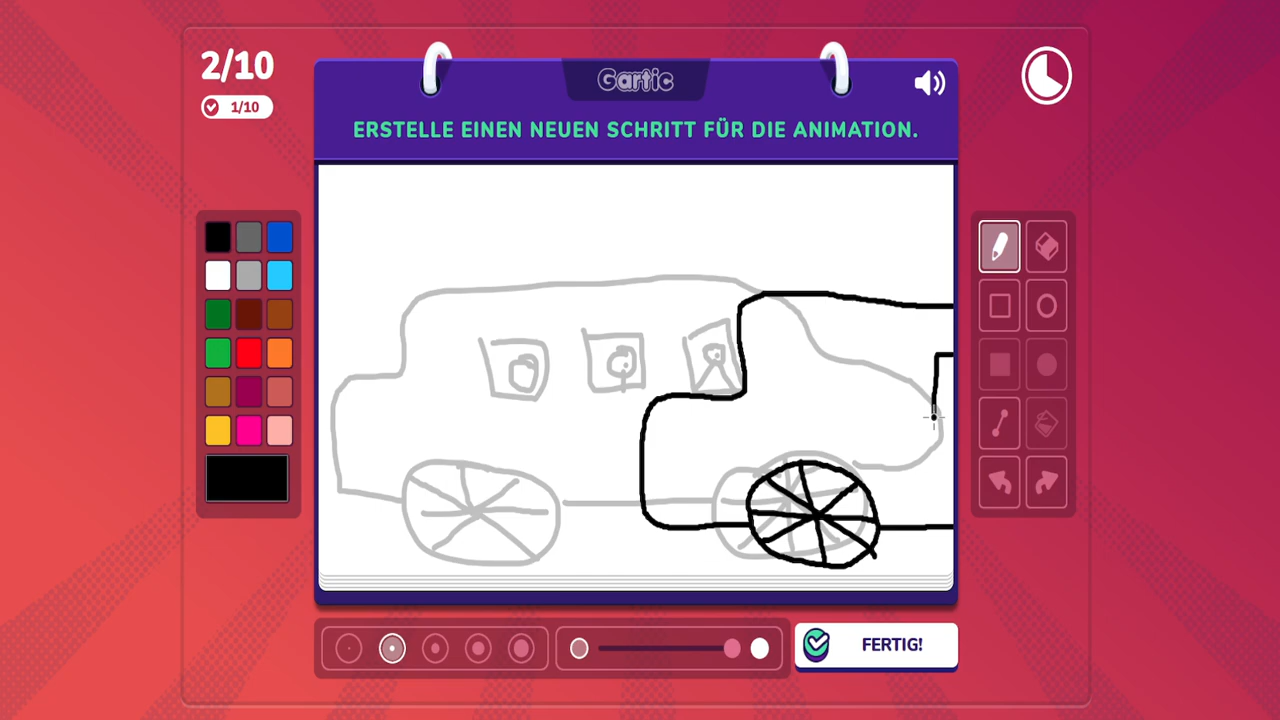 2/10
1/10
Gartic
ERSTELLE EINEN NEUEN SCHRITT FÜR DIE ANIMATION.
FERTIG!